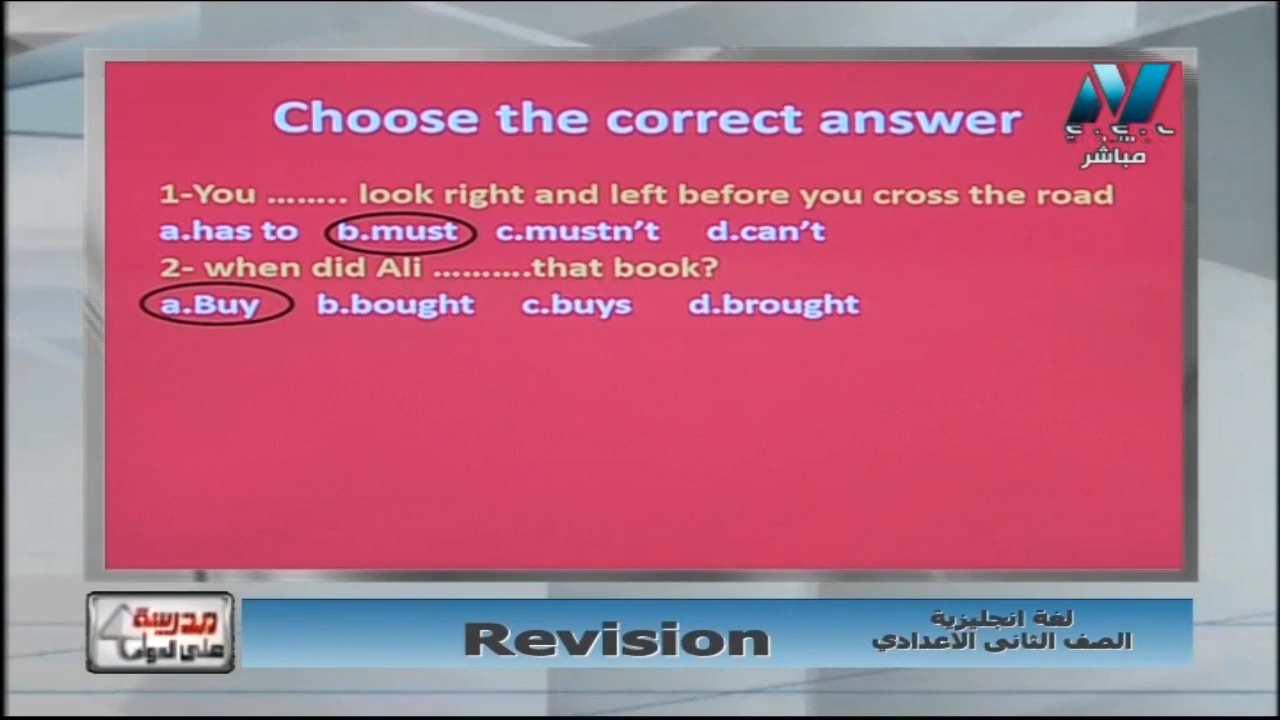 Choose the correct answer
مباشر
1-You ........ look right and left before you cross the road
a.has to b.must c.mustn't d.can't
2- when did Ali ..........that book?
a.Buy b.bought c.buys d.brought
مدرسة
على الهواء
Revision
لغة انجليزية
الصف الثانى الاعدادي